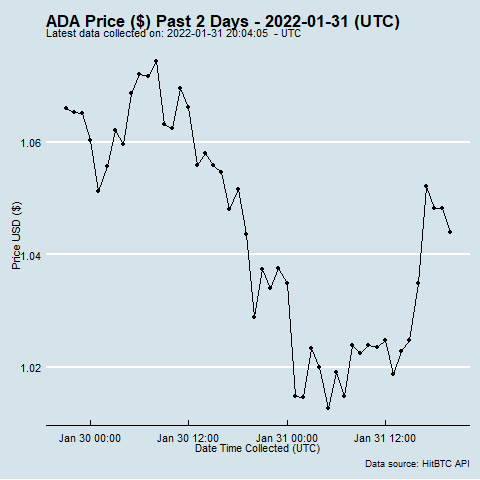 ADA Price ($) Past 2 Days - 2022-01-31 (UTC)
Latest data collected on: 2022-01-31 20:04:05  - UTC
Price USD ($)
1.06
1.04
1.02
Jan 30 00:00
Jan 30 12:00
Jan 31 00:00
Jan 31 12:00
Date Time Collected (UTC)
Data source: HitBTC API